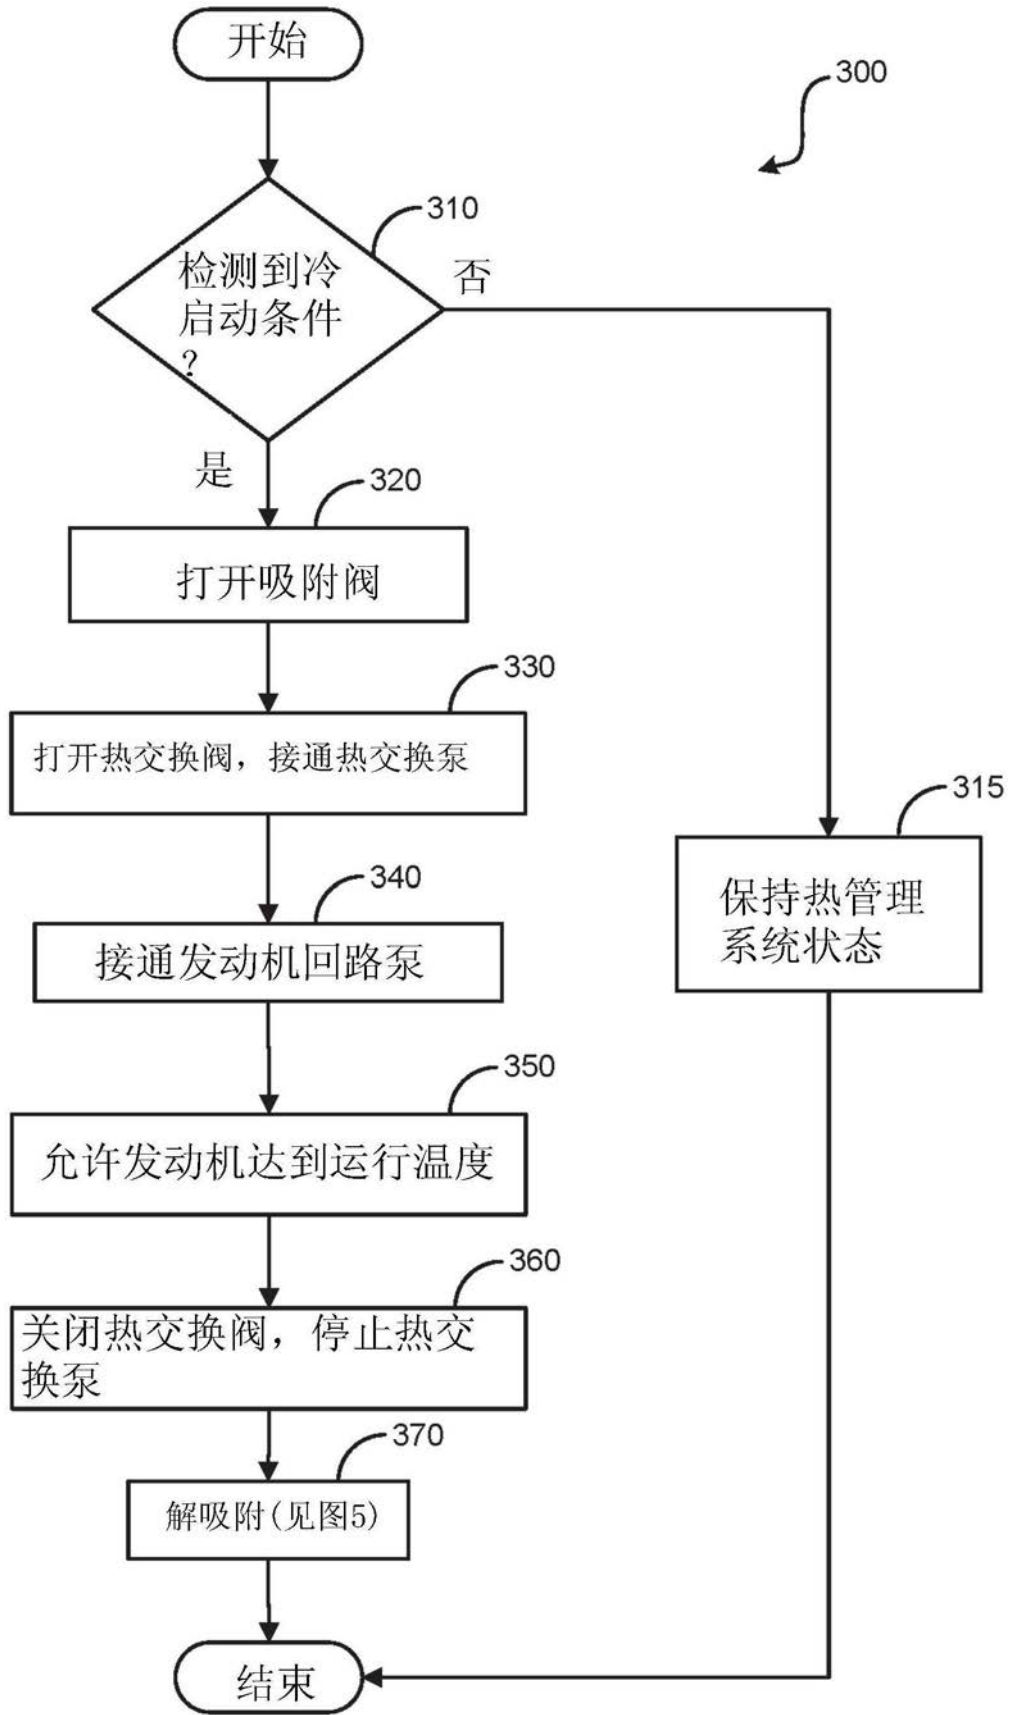 开始
300
310
检测到冷
启动条件
？
否
是
320
打开吸附阀
330
打开热交换阀，接通热交换泵
315
保持热管理
系统状态
340
接通发动机回路泵
350
允许发动机达到运行温度
360
关闭热交换阀，停止热交
换泵
370
解吸附(见图5)
结束